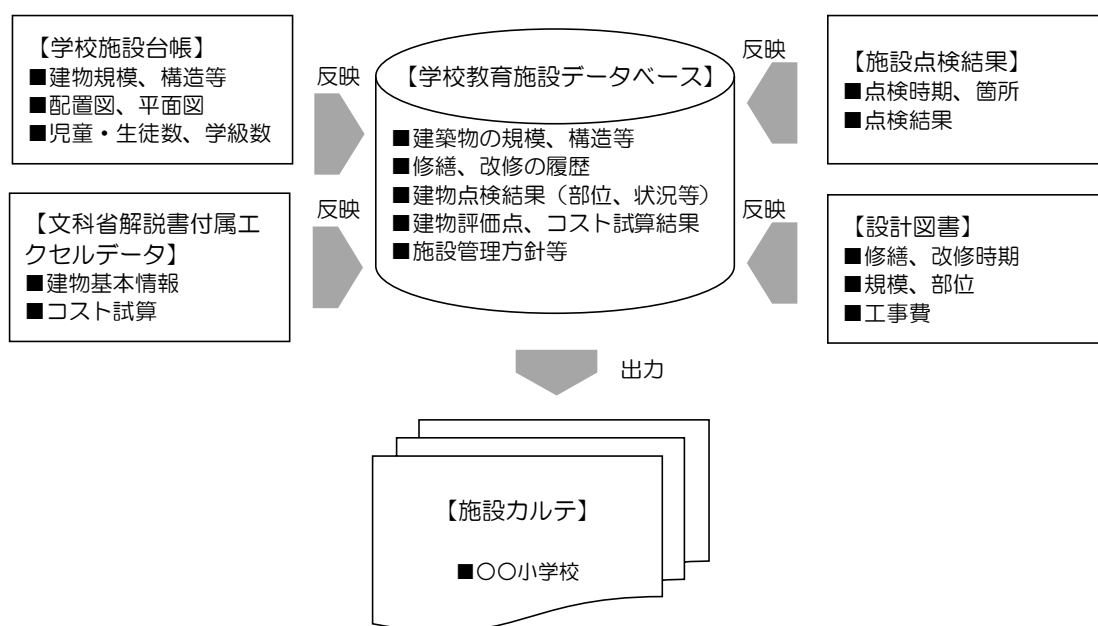 【学校施設台帳】
■建物規模、構造等
■配置図、平面図
■児童・生徒数、学級数
反映
【文科省解説書付属エ
クセルデータ】
■建物基本情報
■コスト試算
反映
【学校教育施設データベース】
■建築物の規模、構造等
■修繕、改修の履歴
■建物点検結果（部位、状況等）
■建物評価点、コスト試算結果
■施設管理方針等
反映
【施設点検結果】
■点検時期、箇所
■点検結果
反映
【設計図書】
■修繕、改修時期
■規模、部位
■工事費
出力
【施設カルテ】
■〇〇小学校